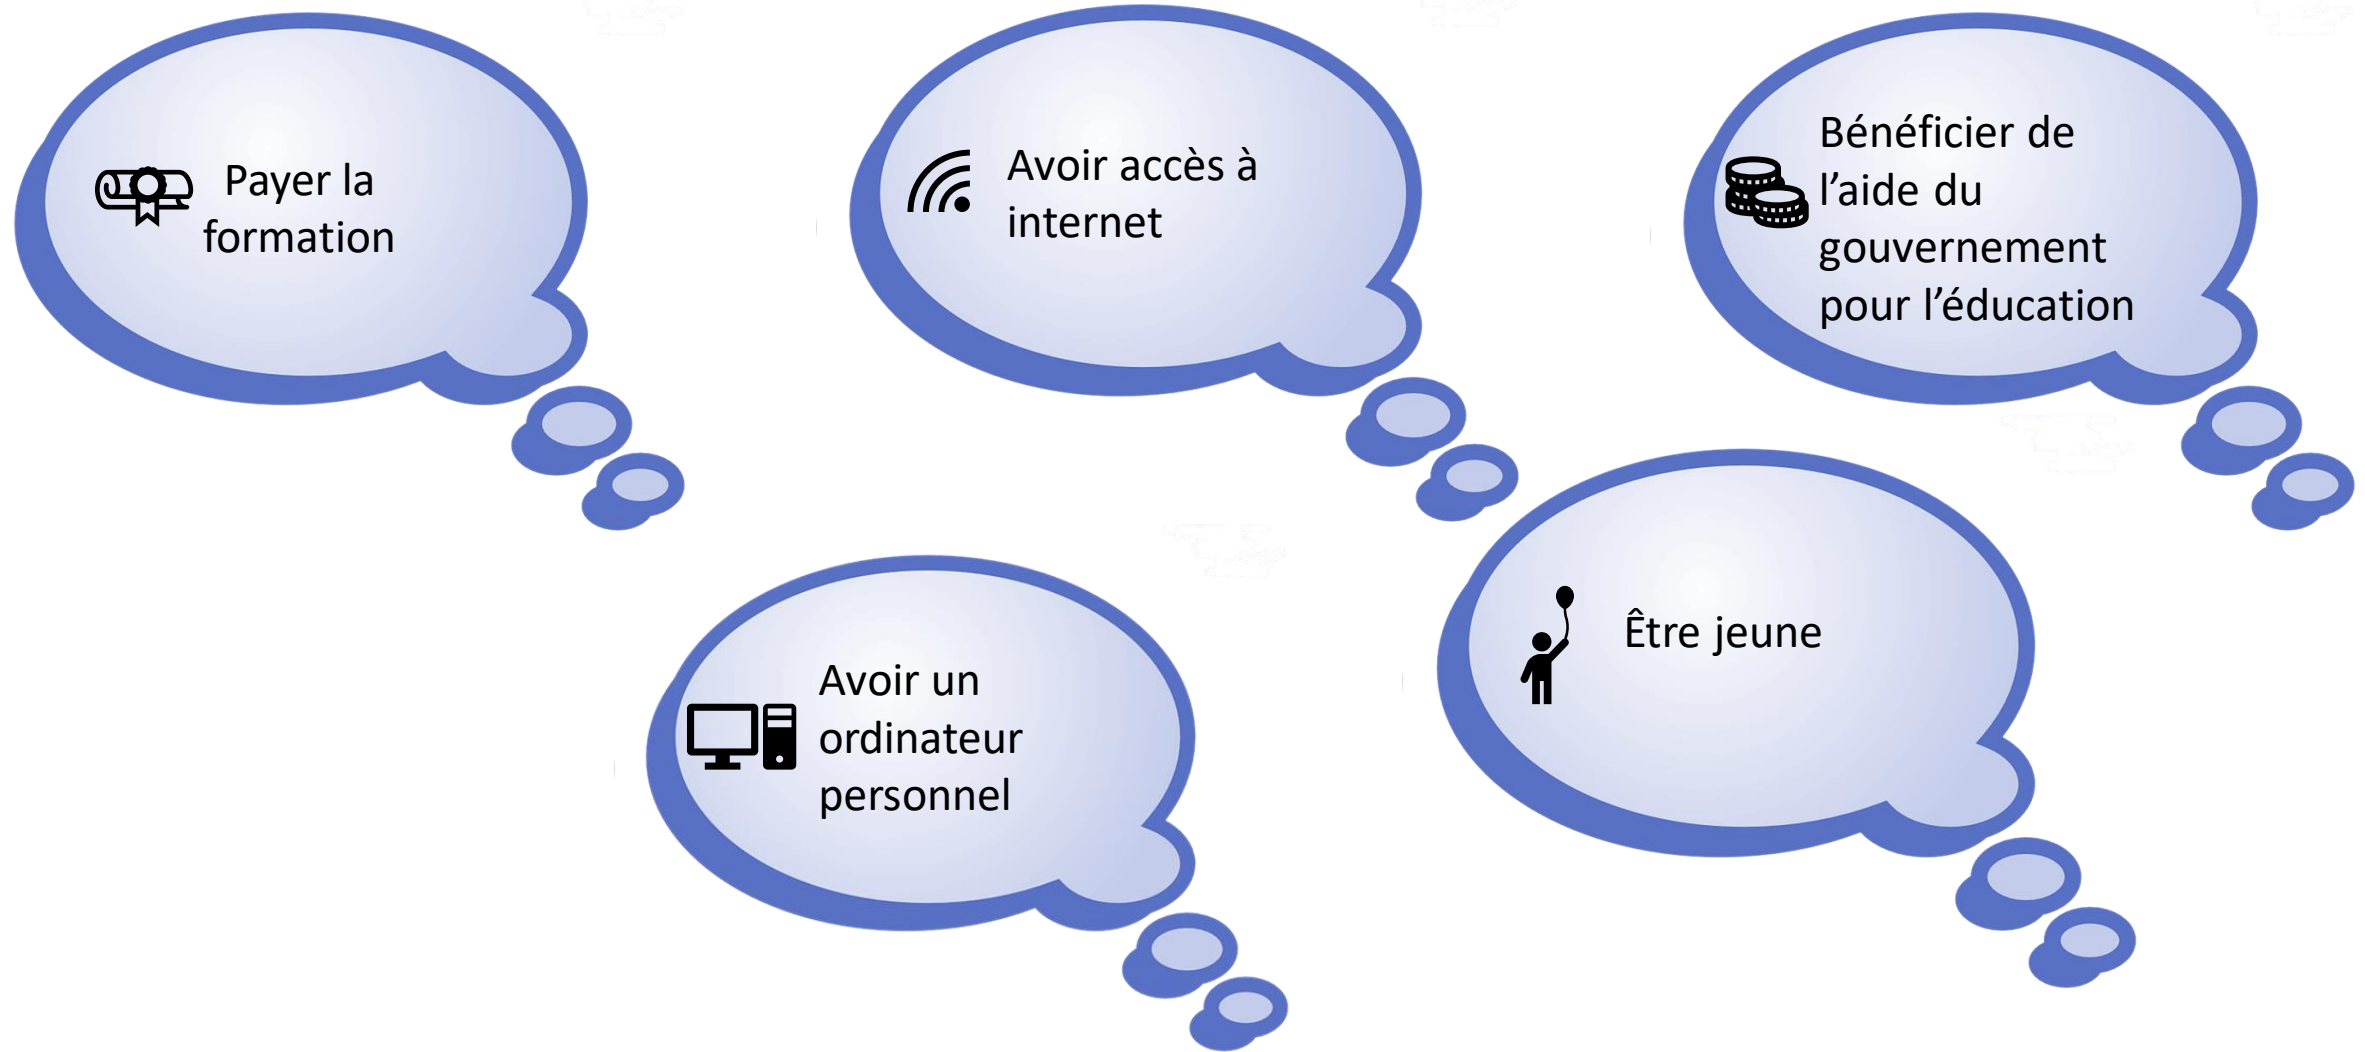 Payer la
formation
Avoir accès à
internet
Bénéficier de
l’aide du
gouvernement
pour l’éducation
Avoir un
ordinateur
personnel
Être jeune